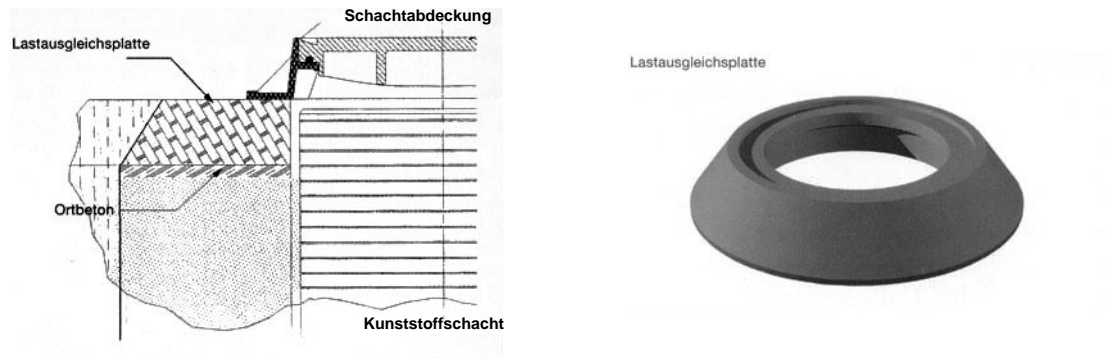 Schachtabdeckung
Lastausgleichsplatte
Ortbeton
Kunststoffschacht
Lastausgleichsplatte